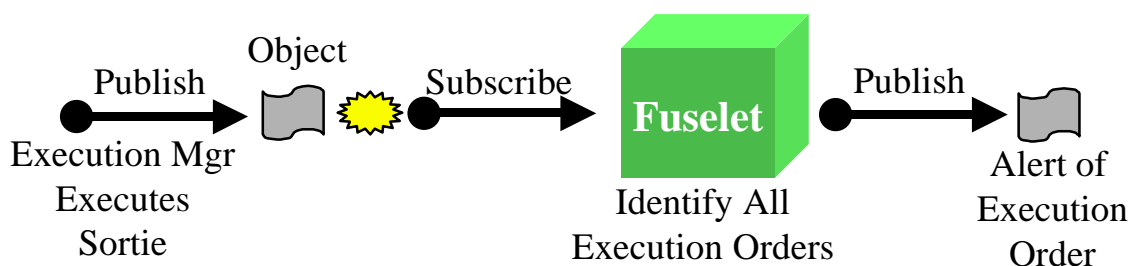 Object
Publish
Execution Mgr
Executes
Sortie
Subscribe
Fuselet
Identify All
Execution Orders
Publish
Alert of
Execution
Order